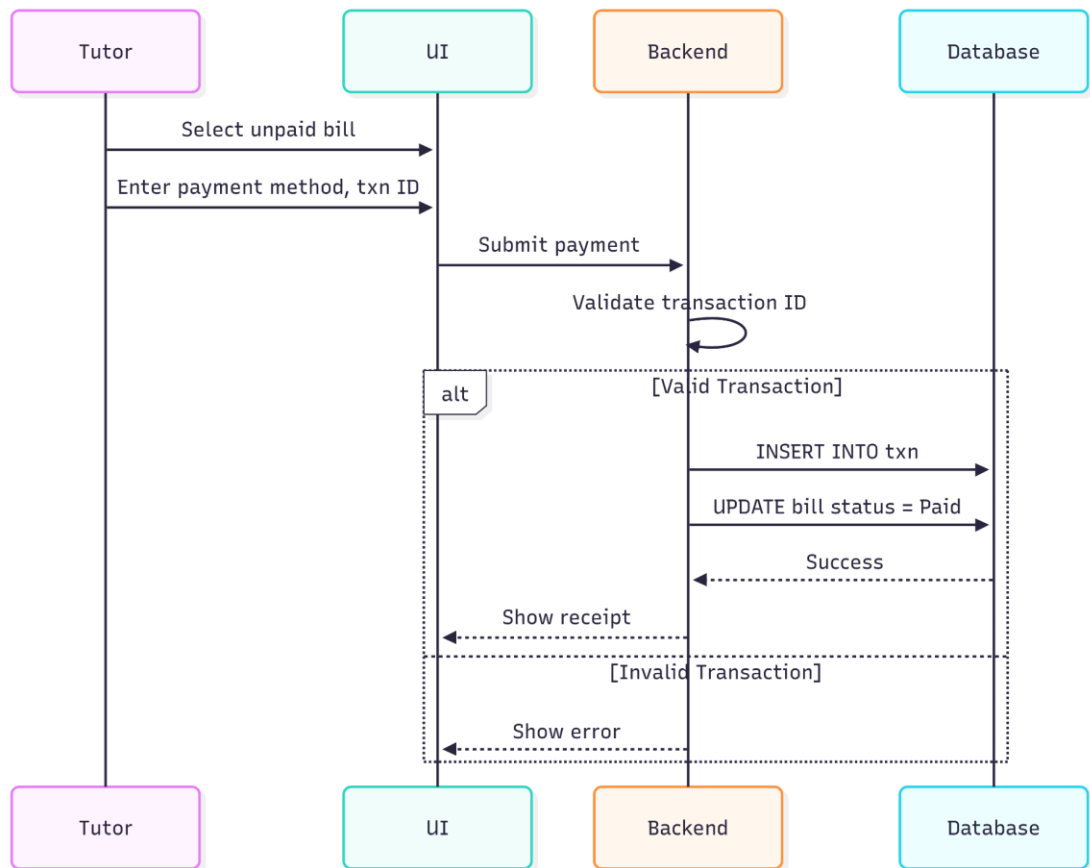 Tutor
UI
Backend
Database
Select unpaid bill
Enter payment method, txn ID
Submit payment
Validate transaction ID
alt
[Valid Transaction]
INSERT INTO txn
UPDATE bill status = Paid
Success
Show receipt
[Invalid Transaction]
Show error
Tutor
UI
Backend
Database